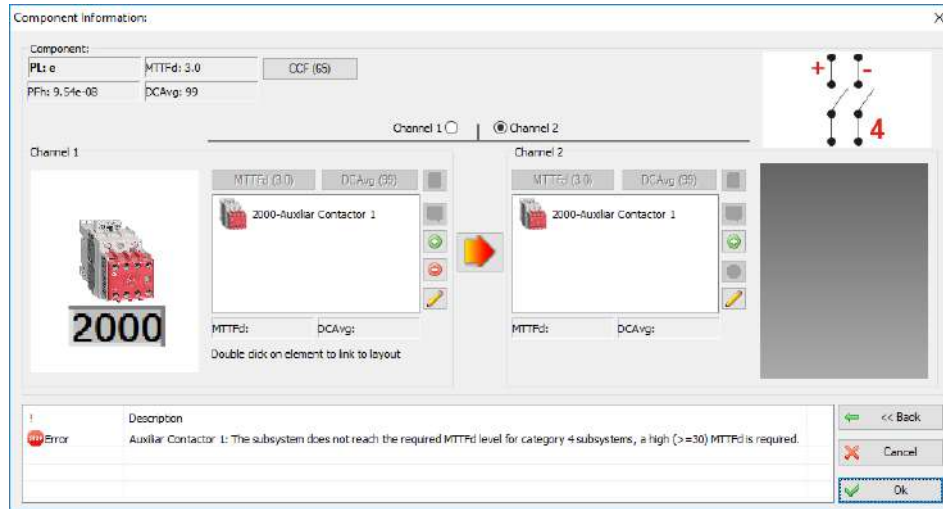 Component Information:
Component:
PL: e
MTTFd: 3.0
CCF (65)
PFh: 9.54e-08
DCAvg: 99
+
-
4
Channel 1
Channel 2
Channel 1
MTTFd (3.0)
DCAvg (99)
2000-Auxiliar Contactor 1
2000
MTTFd:
DCAvg:
Double click on element to link to layout
Channel 2
MTTFd (3.0)
DCAvg (99)
2000-Auxiliar Contactor 1
MTTFd:
DCAvg:
! Description
Error Auxiliar Contactor 1: The subsystem does not reach the required MTTFd level for category 4 subsystems, a high (>=30) MTTFd is required.
<< Back
Cancel
Ok